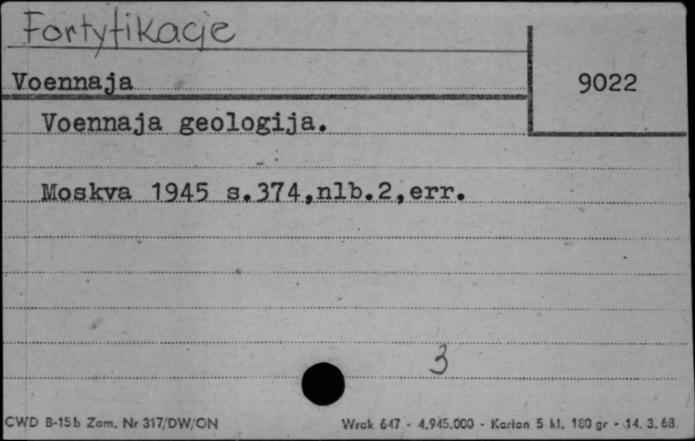 Fortyfikacje
Voennaja
9022
Voennaja geologija.
Moskva 1945 s.374,nlb.2,err.
3
CWD B-15b Zam. Nr 317/DW/ON
Wrak 647 - 4.945.000 - Karton 5 kl. 180 gr - 14. 3. 68.